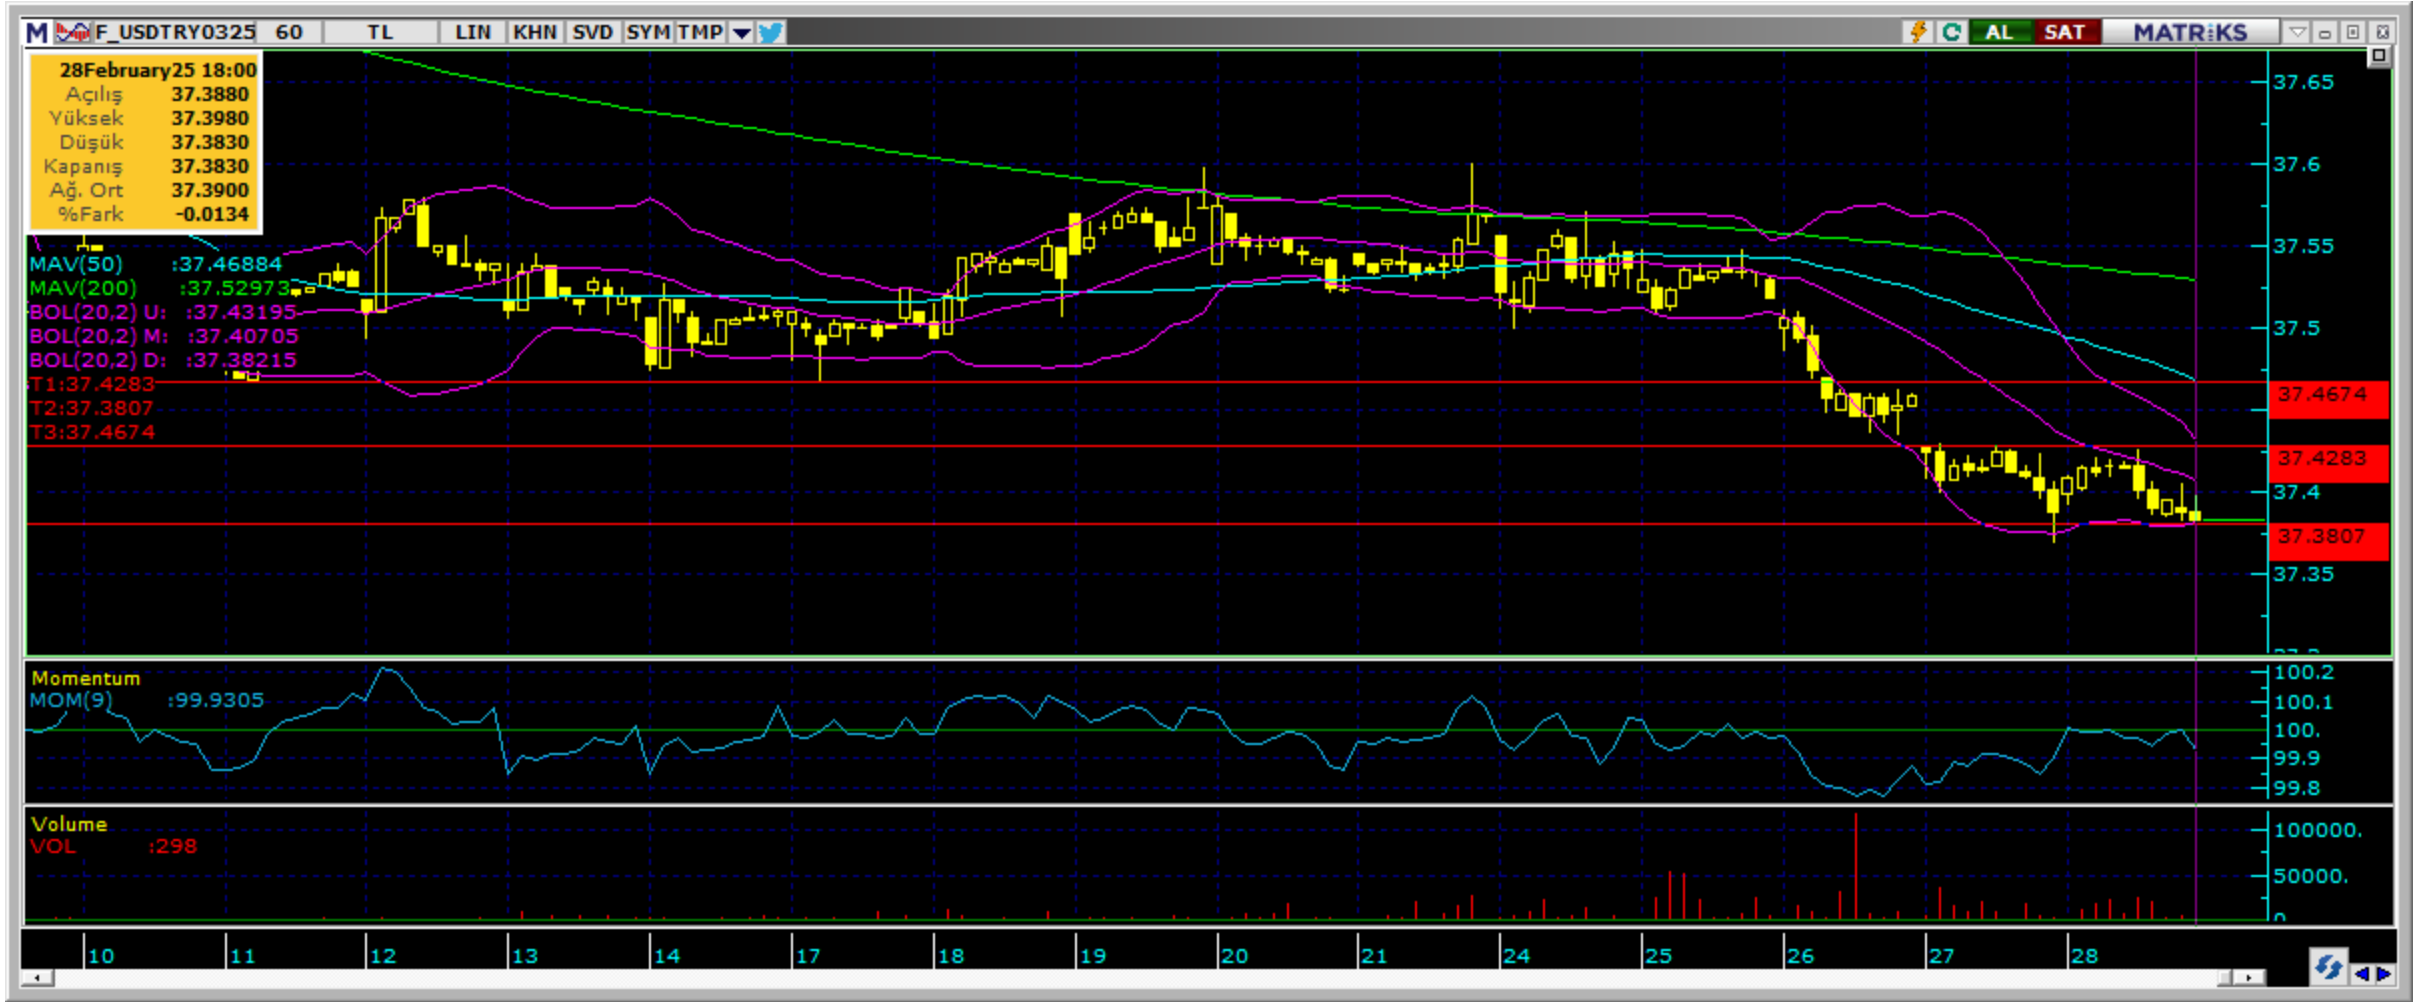 M F_USDTRY0325 60 TL LIN KHN SVD SYM TMP AL SAT MATRiKS
28February25 18:00
Açılış 37.3880
Yüksek 37.3980
Düşük 37.3830
Kapanış 37.3830
Ağ. Ort 37.3900
%Fark -0.0134
MAV(50) :37.46884
MAV(200) :37.52973
BOL(20,2) U: :37.43195
BOL(20,2) M: :37.40705
BOL(20,2) D: :37.38215
T1:37.4283
T2:37.3807
T3:37.4674
37.65
37.6
37.55
37.5
37.4674
37.4283
37.4
37.3807
37.35
Momentum
MOM(9) :99.9305
100.2
100.1
100.
99.9
99.8
Volume
VOL :298
100000.
50000.
0
10 11 12 13 14 17 18 19 20 21 24 25 26 27 28